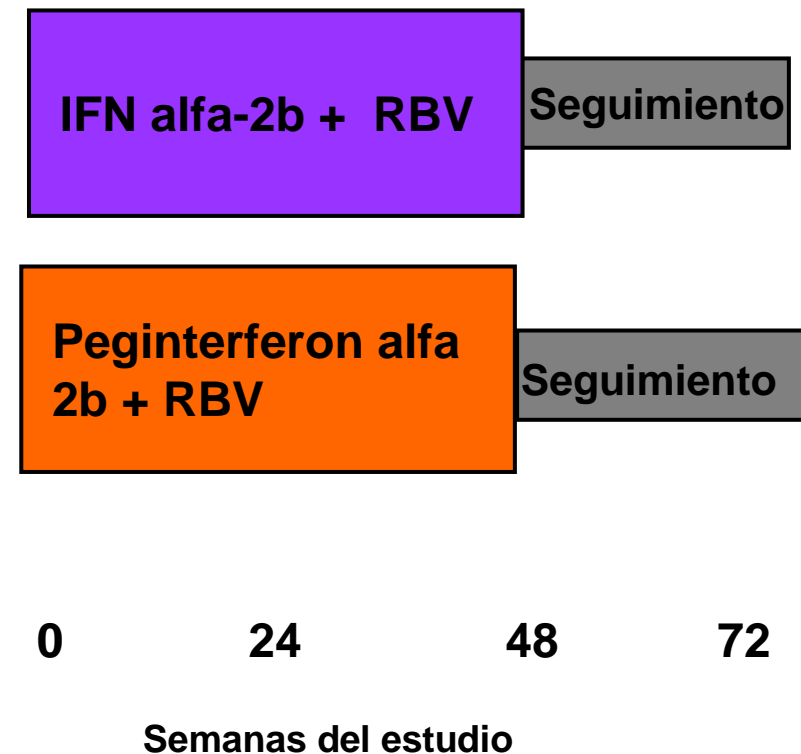 IFN alfa-2b + RBV
Seguimiento
Peginterferon alfa
2b + RBV
Seguimiento
0 24 48 72
Semanas del estudio